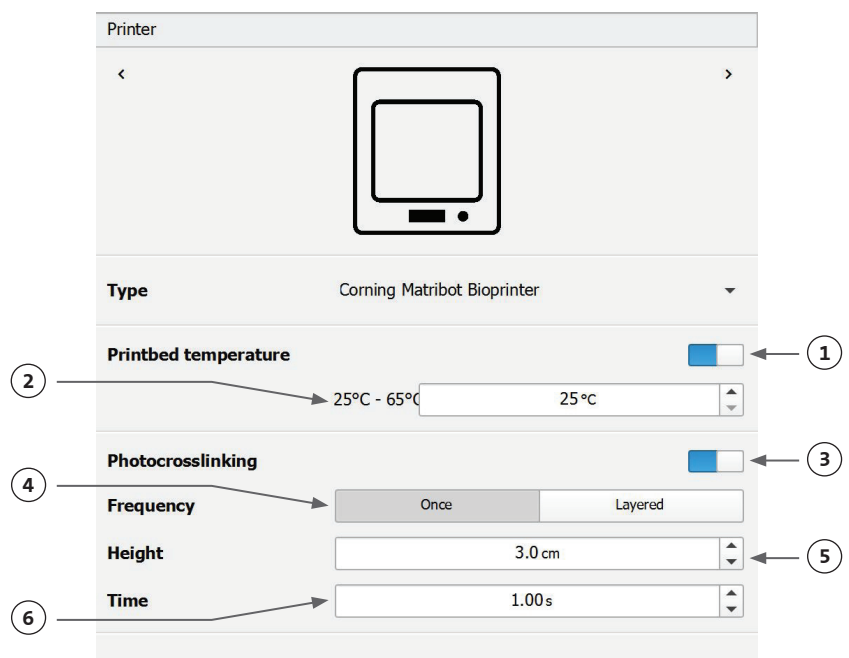 Printer
<
>
Type Corning Matribot Bioprinter
Printbed temperature
1
2
25°C - 65°C 25°C
Photocrosslinking
3
4
Frequency Once Layered
Height 3.0 cm
5
Time 1.00 s
6